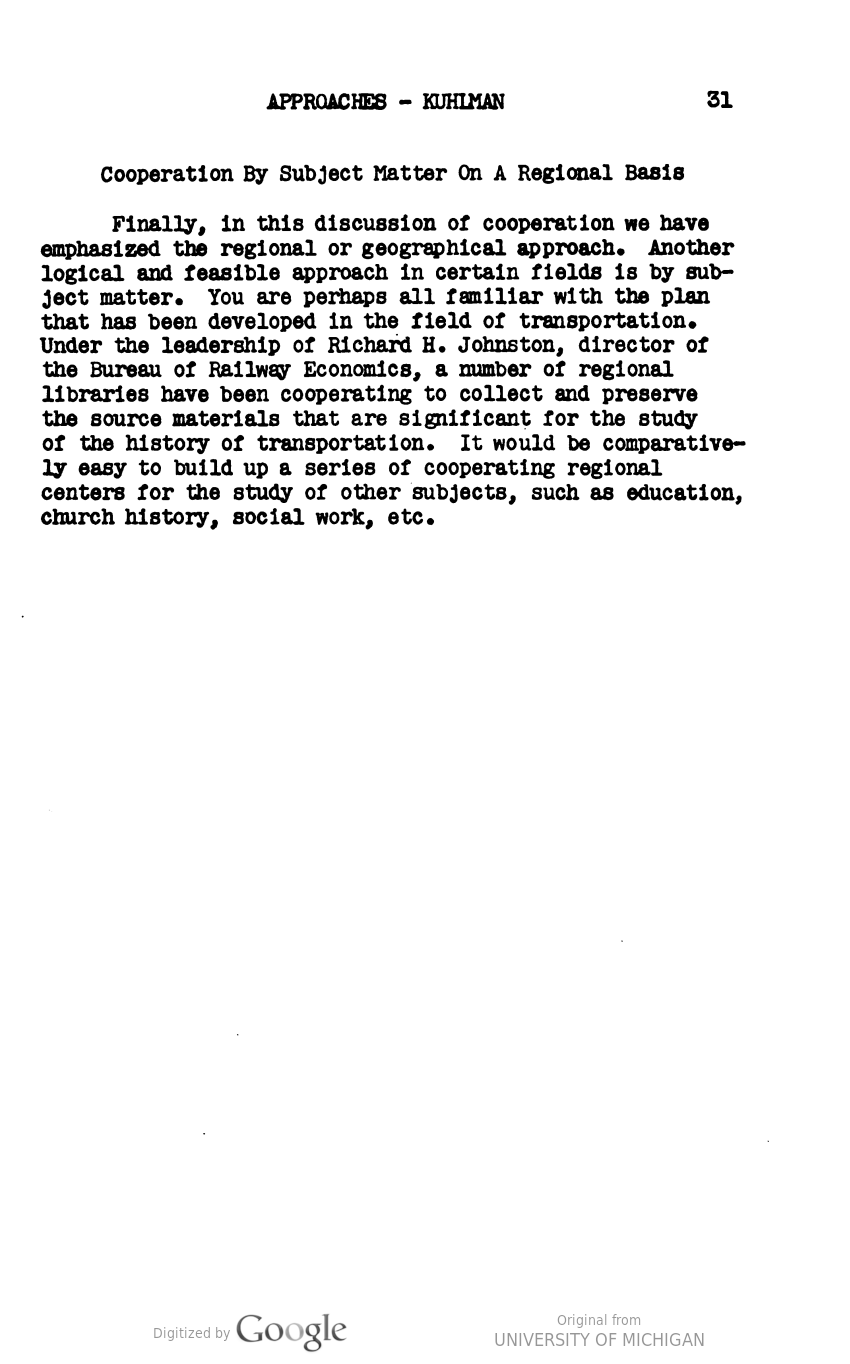 APPROACHES - KUHLMAN 31
Cooperation By Subject Matter On A Regional Basis
Finally, in this discussion of cooperation we have
emphasized the regional or geographical approach. Another
logical and feasible approach in certain fields is by sub-
ject matter. You are perhaps all familiar with the plan
that has been developed in the field of transportation.
Under the leadership of Richard H. Johnston, director of
the Bureau of Railway Economics, a number of regional
libraries have been cooperating to collect and preserve
the source materials that are significant for the study
of the history of transportation. It would be comparative-
ly easy to build up a series of cooperating regional
centers for the study of other subjects, such as education,
church history, social work, etc.
Digitized by Google
Original from
UNIVERSITY OF MICHIGAN